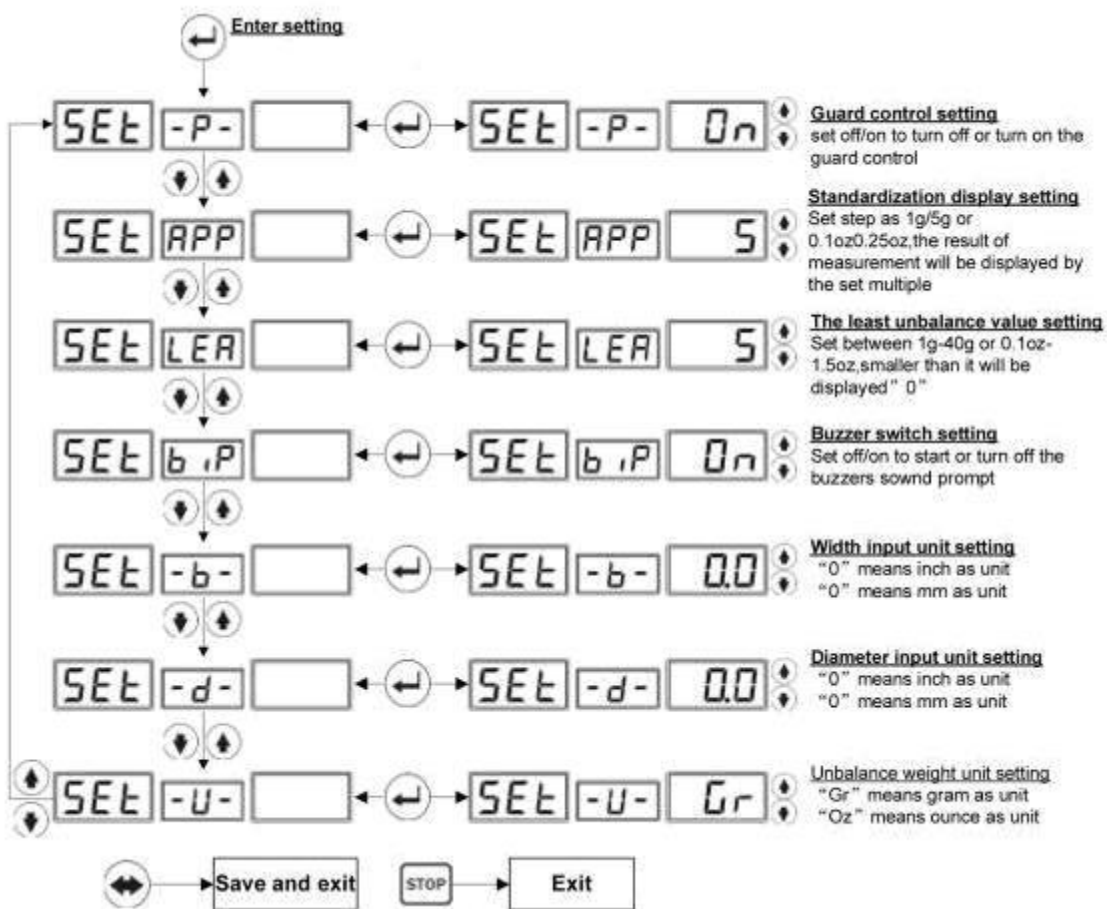 Enter setting
SEt -P- SEt -P- On
Guard control setting
set off/on to turn off or turn on the
guard control
SEt APP SEt APP 5
Standardization display setting
Set step as 1g/5g or
0.1oz0.25oz,the result of
measurement will be displayed by
the set multiple
SEt LEA SEt LEA 5
The least unbalance value setting
Set between 1g-40g or 0.1oz-
1.5oz,smaller than it will be
displayed” 0”
SEt biP SEt biP On
Buzzer switch setting
Set off/on to start or turn off the
buzzers sownd prompt
SEt -b- SEt -b- 0.0
Width input unit setting
“0” means inch as unit
“0” means mm as unit
SEt -d- SEt -d- 0.0
Diameter input unit setting
“0” means inch as unit
“0” means mm as unit
SEt -U- SEt -U- Gr
Unbalance weight unit setting
“Gr” means gram as unit
“Oz” means ounce as unit
Save and exit STOP Exit